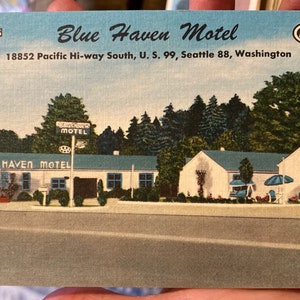 Blue Haven Motel
18852 Pacific Hi-way South, U. S. 99, Seattle 88, Washington
MOTEL
HAVEN MOTEL